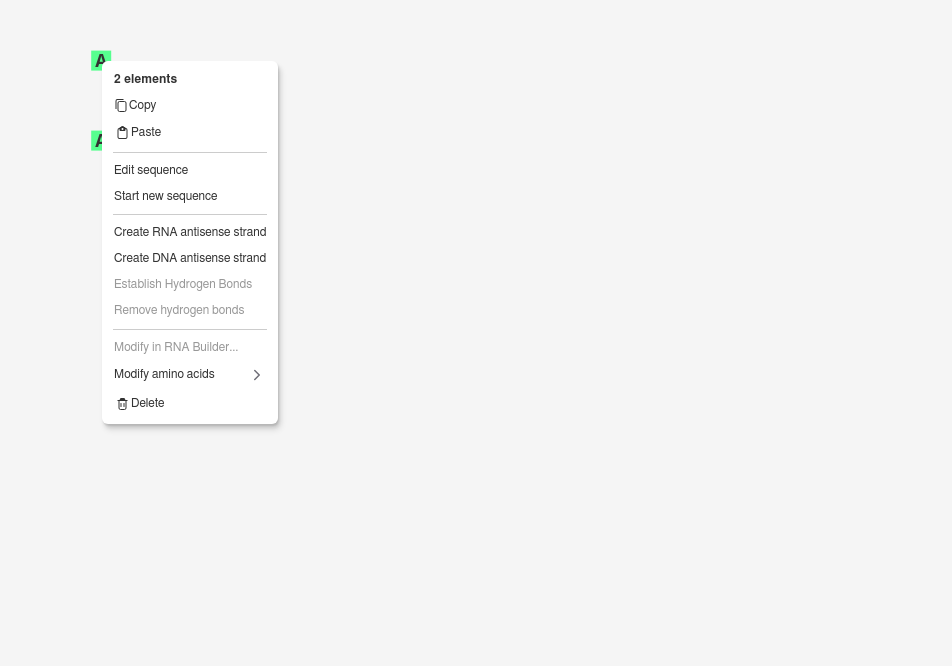 A
2 elements
Copy
Paste
A
Edit sequence
Start new sequence
Create RNA antisense strand
Create DNA antisense strand
Establish Hydrogen Bonds
Remove hydrogen bonds
Modify in RNA Builder...
Modify amino acids
Delete